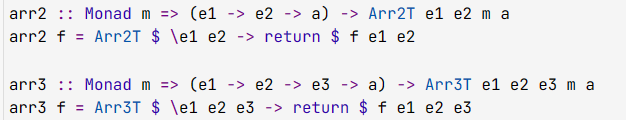 arr2 :: Monad m => (e1 -> e2 -> a) -> Arr2T e1 e2 m a
arr2 f = Arr2T $ \e1 e2 -> return $ f e1 e2
arr3 :: Monad m => (e1 -> e2 -> e3 -> a) -> Arr3T e1 e2 e3 m a
arr3 f = Arr3T $ \e1 e2 e3 -> return $ f e1 e2 e3